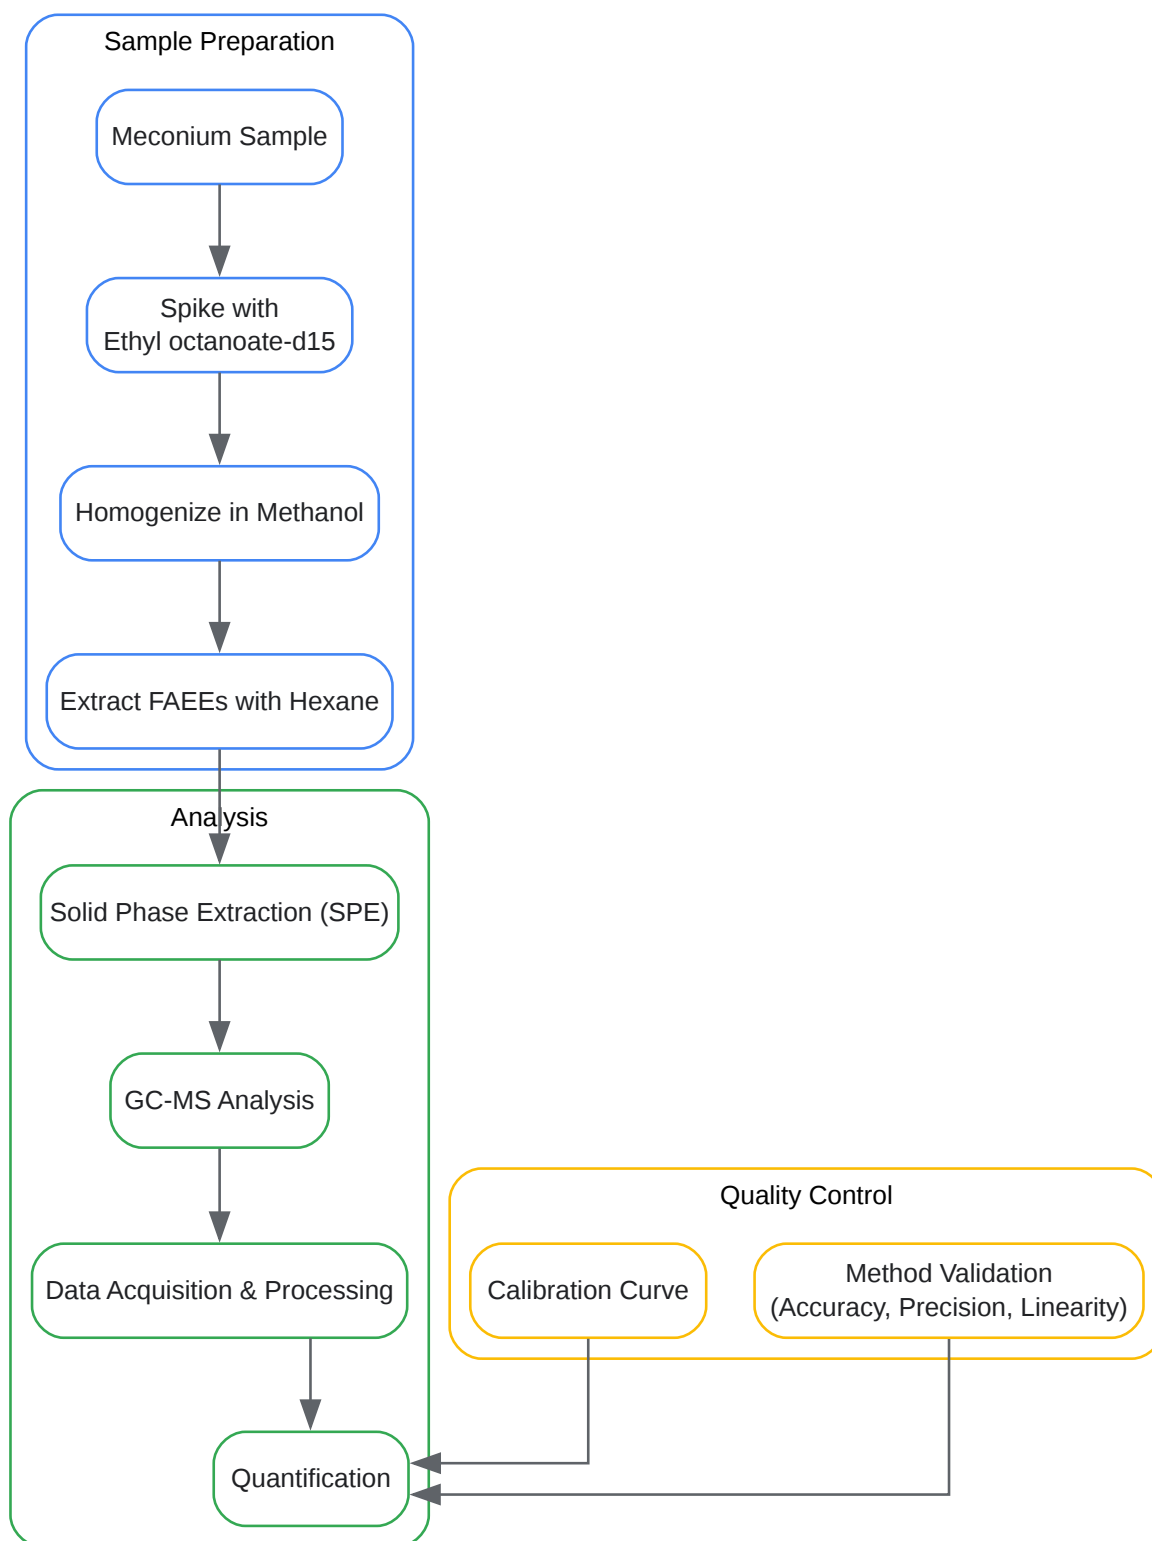 Sample Preparation
Meconium Sample
Spike with
Ethyl octanoate-d15
Homogenize in Methanol
Extract FAEEs with Hexane
Analysis
Solid Phase Extraction (SPE)
GC-MS Analysis
Data Acquisition & Processing
Quantification
Quality Control
Calibration Curve
Method Validation
(Accuracy, Precision, Linearity)